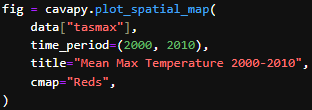 fig = cavapy.plot_spatial_map(
    data["tasmax"],
    time_period=(2000, 2010),
    title="Mean Max Temperature 2000-2010",
    cmap="Reds",
)